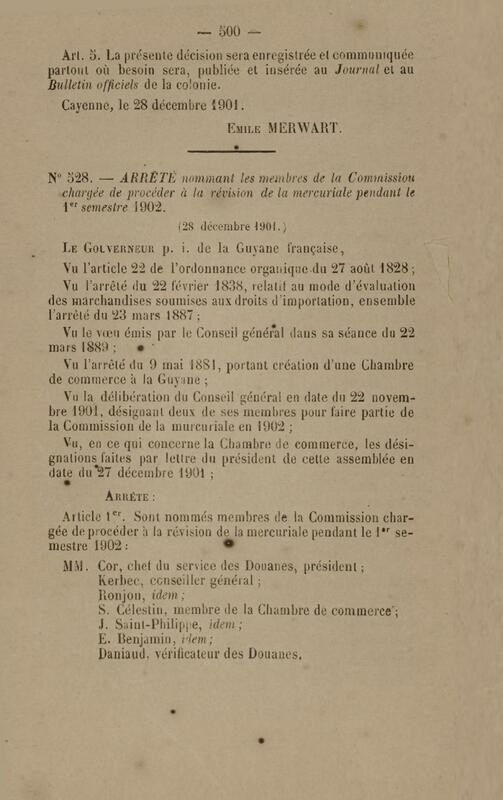 — 500 —
Art. 5. La présente décision sera enregistrée et communiquée
partout où besoin sera, publiée et insérée au Journal et au
Bulletin officiels de la colonie.
Cayenne, le 28 décembre 1901.
EMILE MERWART.
N° 528. — ARRÊTÉ nommant les membres de la Commission
chargée de procéder à la révision de la mercuriale pendant le
1er semestre 1902.
(28 décembre 1901.)
LE GOUVERNEUR p. i. de la Guyane française,
Vu l'article 22 de l'ordonnance organique du 27 août 1828 ;
Vu l'arrêté du 22 février 1838, relatif au mode d'évaluation
des marchandises soumises aux droits d'importation, ensemble
l'arrêté du 23 mars 1887 ;
Vu le vœu émis par le Conseil général dans sa séance du 22
mars 1889 ;
Vu l'arrêté du 9 mai 1881, portant création d'une Chambre
de commerce à la Guyane ;
Vu la délibération du Conseil général en date du 22 novem-
bre 1901, désignant deux de ses membres pour faire partie de
la Commission de la murcuriale en 1902 ;
Vu, en ce qui concerne la Chambre de commerce, les dési-
gnations faites par lettre du président de cette assemblée en
date du 27 décembre 1901 ;
ARRÊTE :
Article 1er. Sont nommés membres de la Commission char-
gée de procéder à la révision de la mercuriale pendant le 1er se-
mestre 1902 :
MM. Cor, chef du service des Douanes, président ;
Kerbec, conseiller général ;
Ronjon, idem ;
S. Célestin, membre de la Chambre de commerce ;
J. Saint-Philippe, idem ;
E. Benjamin, idem ;
Daniaud, vérificateur des Douanes.